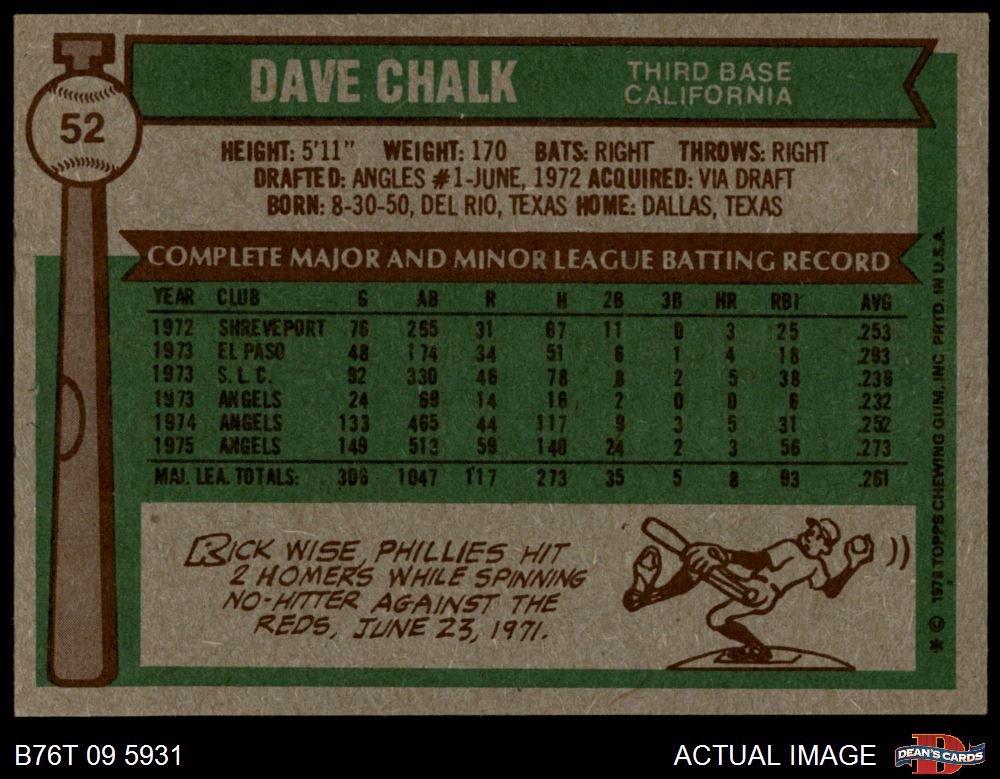 52
DAVE CHALK
THIRD BASE
CALIFORNIA
HEIGHT: 5'11" WEIGHT: 170 BATS: RIGHT THROWS: RIGHT
DRAFTED: ANGLES #1-JUNE, 1972 ACQUIRED: VIA DRAFT
BORN: 8-30-50, DEL RIO, TEXAS HOME: DALLAS, TEXAS
COMPLETE MAJOR AND MINOR LEAGUE BATTING RECORD
YEAR CLUB G AB R H 2B 3B HR RBI AVG
1972 SHREVEPORT 76 265 31 67 11 0 3 25 .253
1973 EL PASO 48 174 34 51 6 1 4 18 .293
1973 S.L.C. 92 330 46 78 8 2 5 38 .236
1973 ANGELS 24 69 14 16 2 0 0 6 .232
1974 ANGELS 133 465 44 117 9 3 5 31 .252
1975 ANGELS 149 513 59 140 24 2 3 56 .273
MAJ. LEA. TOTALS: 306 1047 117 273 35 5 8 93 .261
RICK WISE, PHILLIES HIT
2 HOMERS WHILE SPINNING
NO-HITTER AGAINST THE
REDS, JUNE 23, 1971.
* © 1976 TOPPS CHEWING GUM, INC PRTD. IN U.S.A.
B76T 09 5931
ACTUAL IMAGE
DEAN'S CARDS